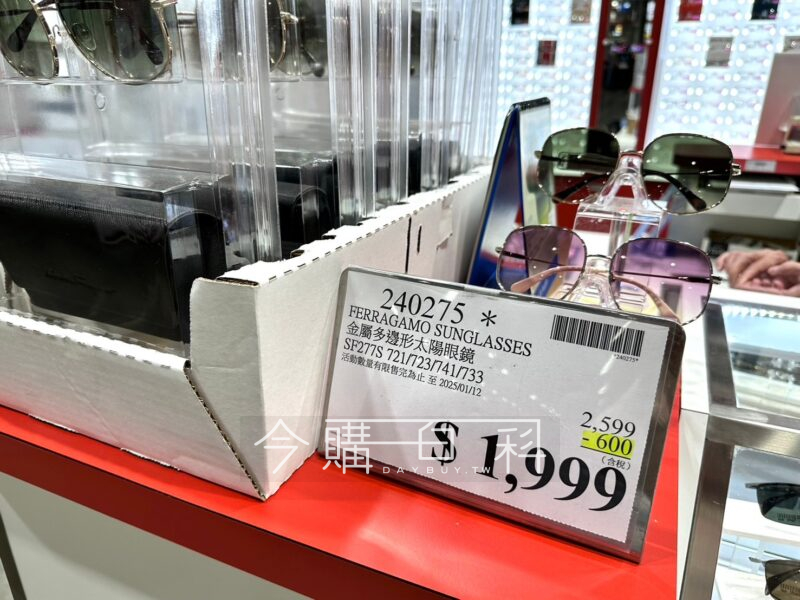 240275 *
FERRAGAMO SUNGLASSES
金屬多邊形太陽眼鏡
SF277S 721/723/741/733
活動數量有限售完為止 至 2025/01/12
*240275*
2,599
- 600
(含稅)
$ 1,999
今購百科
DAYBUY.TW